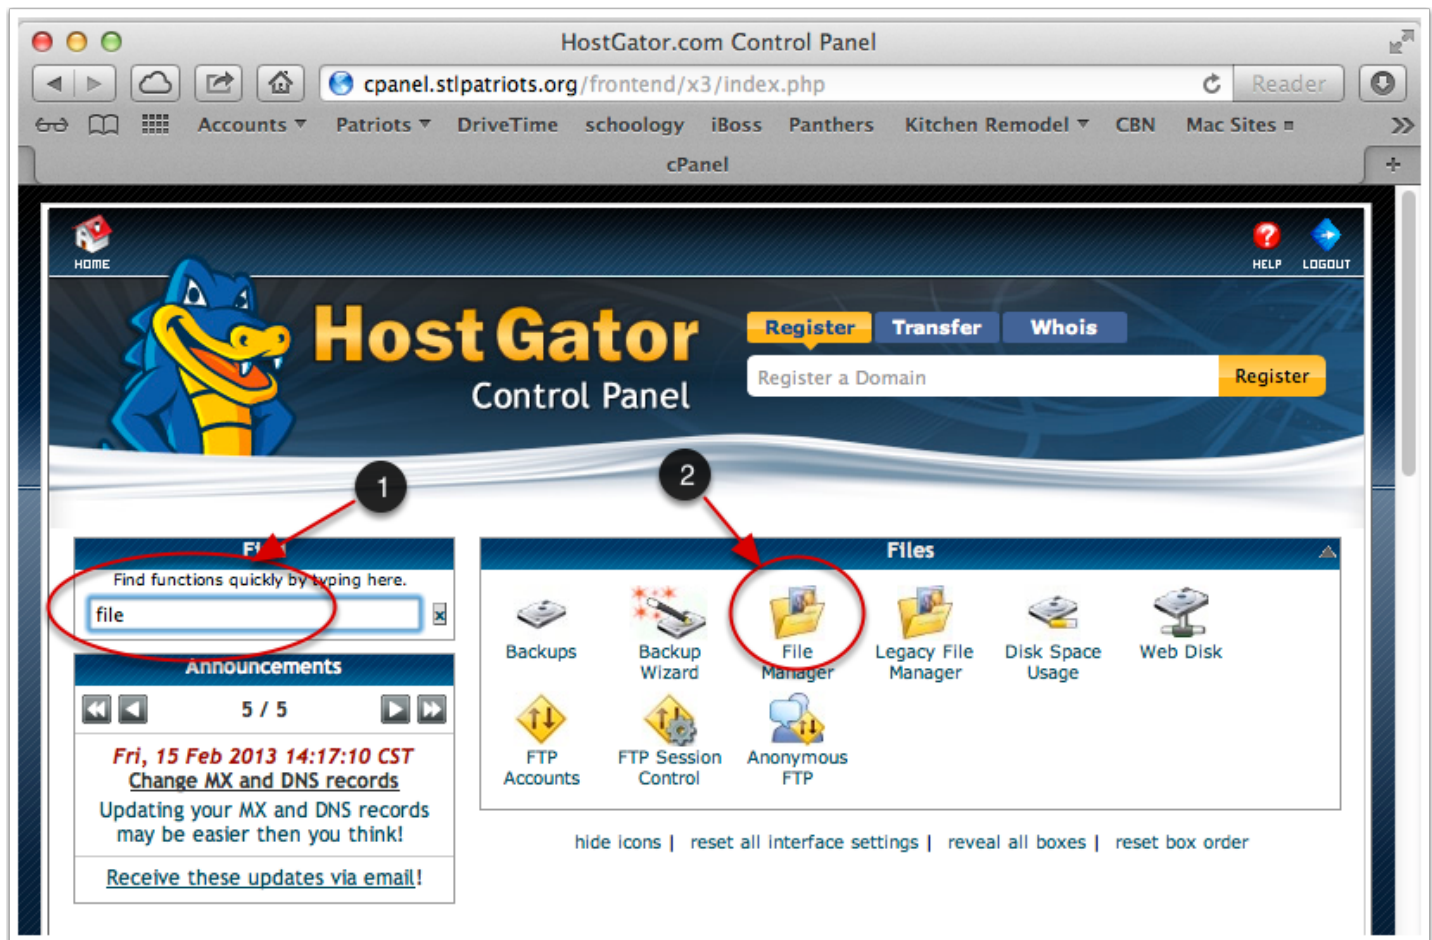 HostGator.com Control Panel
cpanel.stlpatriots.org/frontend/x3/index.php
Reader
Accounts Patriots DriveTime schoology iBoss Panthers Kitchen Remodel CBN Mac Sites
cPanel
HOME
HELP LOGOUT
HostGator
Control Panel
Register Transfer Whois
Register a Domain Register
1
2
Find functions quickly by typing here.
file
Announcements
5 / 5
Fri, 15 Feb 2013 14:17:10 CST
Change MX and DNS records
Updating your MX and DNS records
may be easier then you think!
Receive these updates via email!
Files
Backups
Backup
Wizard
File
Manager
Legacy File
Manager
Disk Space
Usage
Web Disk
FTP
Accounts
FTP Session
Control
Anonymous
FTP
hide icons | reset all interface settings | reveal all boxes | reset box order